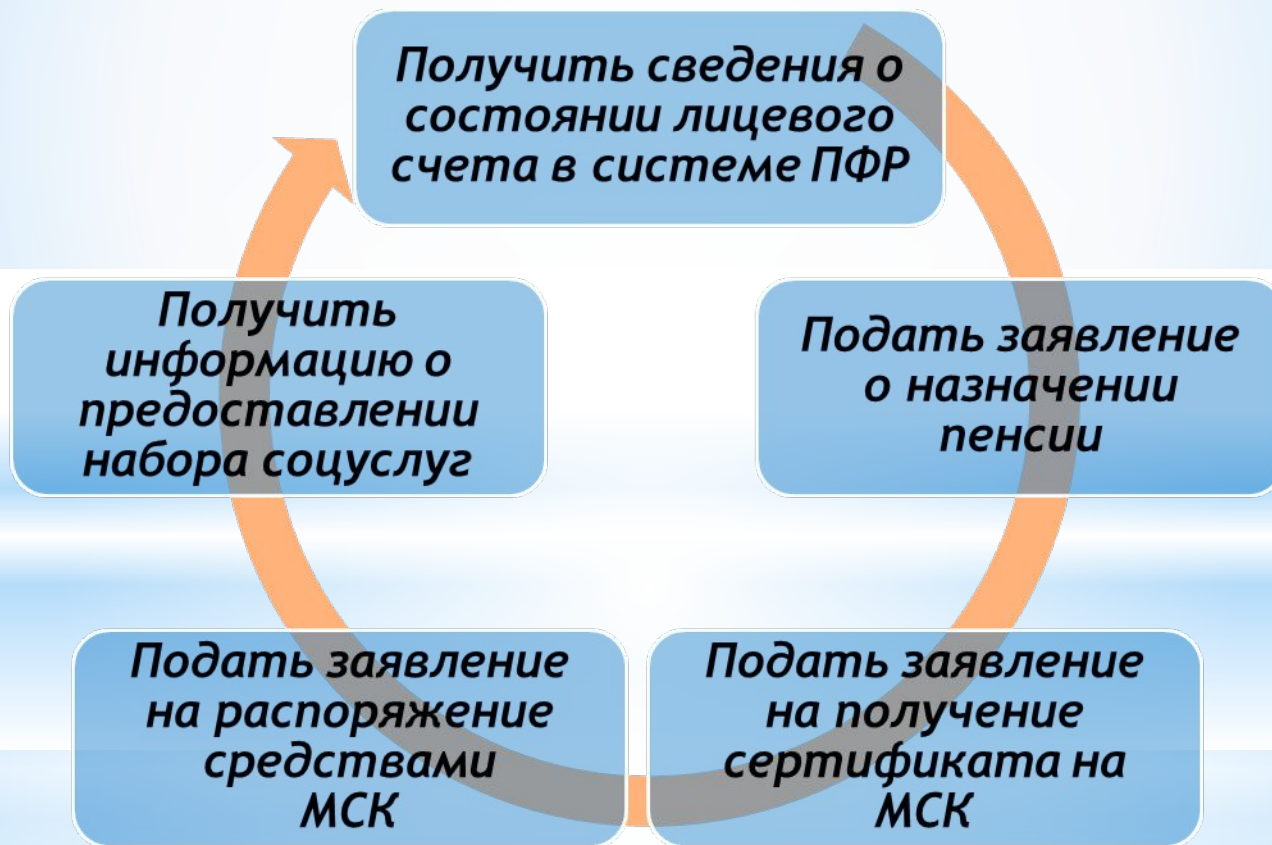 Получить сведения о
состоянии лицевого
счета в системе ПФР
Подать заявление
о назначении
пенсии
Подать заявление
на получение
сертификата на
МСК
Подать заявление
на распоряжение
средствами
МСК
Получить
информацию о
предоставлении
набора соцуслуг